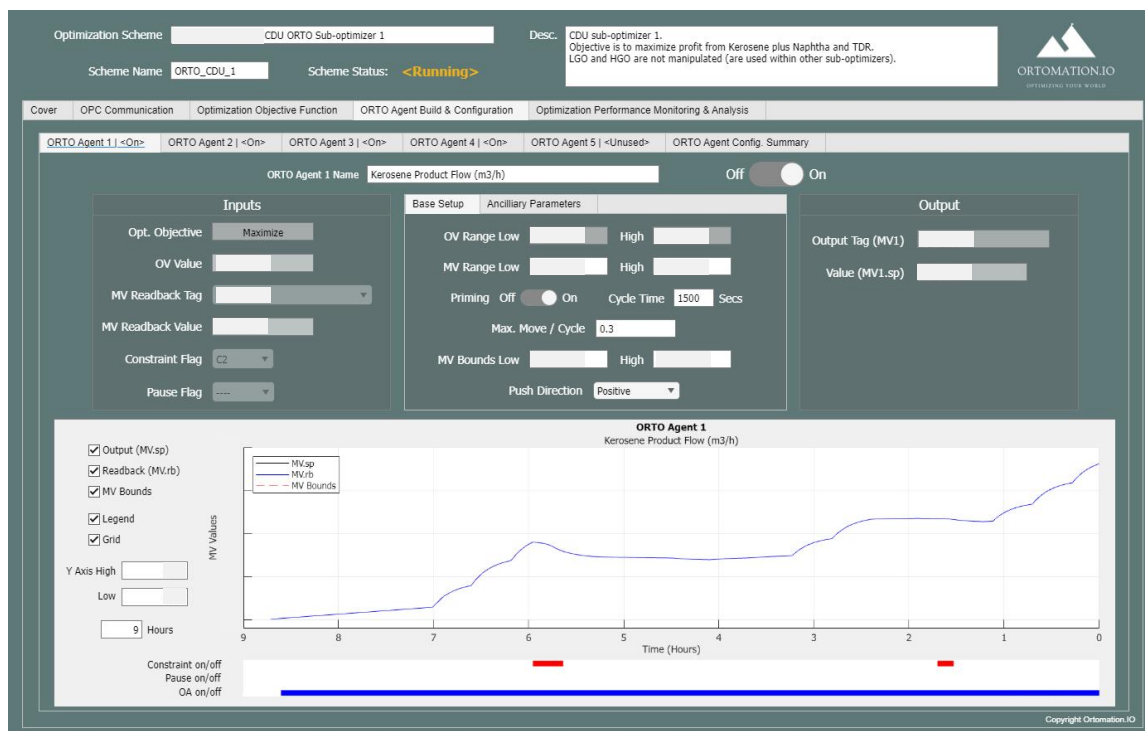 Optimization Scheme CDU ORTO Sub-optimizer 1
Desc. CDU sub-optimizer 1.
Objective is to maximize profit from Kerosene plus Naphtha and TDR.
LGO and HGO are not manipulated (are used within other sub-optimizers).
Scheme Name ORTO_CDU_1 Scheme Status: <Running>
ORTOMATION.IO
OPTIMIZING YOUR WORLD
Cover OPC Communication Optimization Objective Function ORTO Agent Build & Configuration Optimization Performance Monitoring & Analysis
ORTO Agent 1 | <On> ORTO Agent 2 | <On> ORTO Agent 3 | <On> ORTO Agent 4 | <On> ORTO Agent 5 | <Unused> ORTO Agent Config. Summary
ORTO Agent 1 Name Kerosene Product Flow (m3/h) Off On
Inputs
Opt. Objective Maximize
OV Value
MV Readback Tag
MV Readback Value
Constraint Flag C2
Pause Flag ----
Base Setup Ancilliary Parameters
OV Range Low High
MV Range Low High
Priming Off On Cycle Time 1500 Secs
Max. Move / Cycle 0.3
MV Bounds Low High
Push Direction Positive
Output
Output Tag (MV1)
Value (MV1.sp)
Output (MV.sp)
Readback (MV.rb)
MV Bounds
Legend
Grid
Y Axis High
Low
9 Hours
ORTO Agent 1
Kerosene Product Flow (m3/h)
MV.sp
MV.rb
MV Bounds
MV Values
9 8 7 6 5 4 3 2 1 0
Time (Hours)
Constraint on/off
Pause on/off
OA on/off
Copyright Ortomation.IO